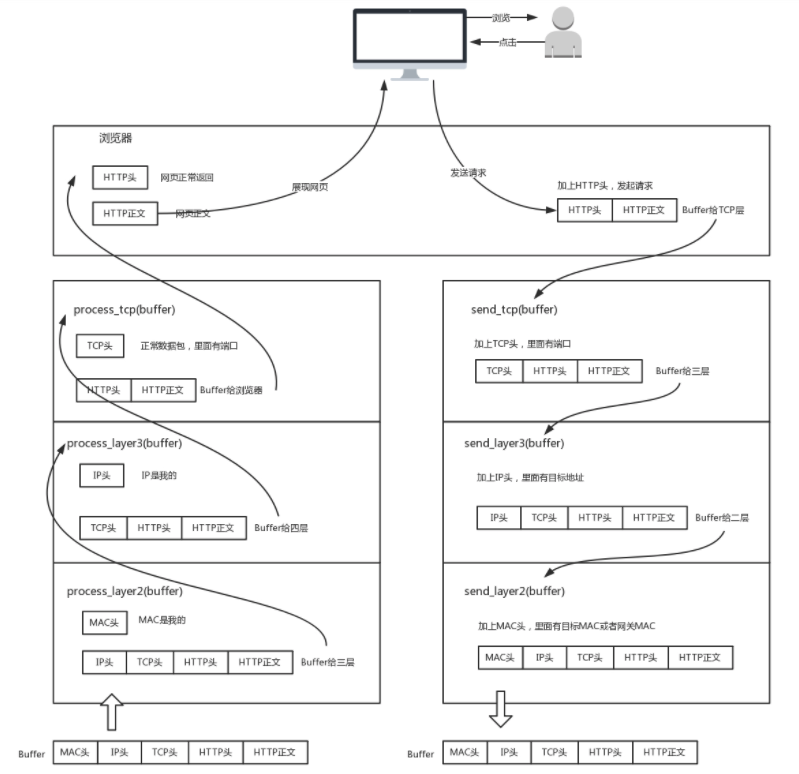 浏览
点击
浏览器
HTTP头 网页正常返回
HTTP正文 网页正文
展现网页
发送请求
加上HTTP头，发起请求
HTTP头 HTTP正文 Buffer给TCP层
process_tcp(buffer)
TCP头 正常数据包，里面有端口
HTTP头 HTTP正文 Buffer给浏览器
process_layer3(buffer)
IP头 IP是我的
TCP头 HTTP头 HTTP正文 Buffer给四层
process_layer2(buffer)
MAC头 MAC是我的
IP头 TCP头 HTTP头 HTTP正文 Buffer给三层
Buffer MAC头 IP头 TCP头 HTTP头 HTTP正文
send_tcp(buffer)
加上TCP头，里面有端口
TCP头 HTTP头 HTTP正文 Buffer给三层
send_layer3(buffer)
加上IP头，里面有目标地址
IP头 TCP头 HTTP头 HTTP正文 Buffer给二层
send_layer2(buffer)
加上MAC头，里面有目标MAC或者网关MAC
MAC头 IP头 TCP头 HTTP头 HTTP正文
Buffer MAC头 IP头 TCP头 HTTP头 HTTP正文